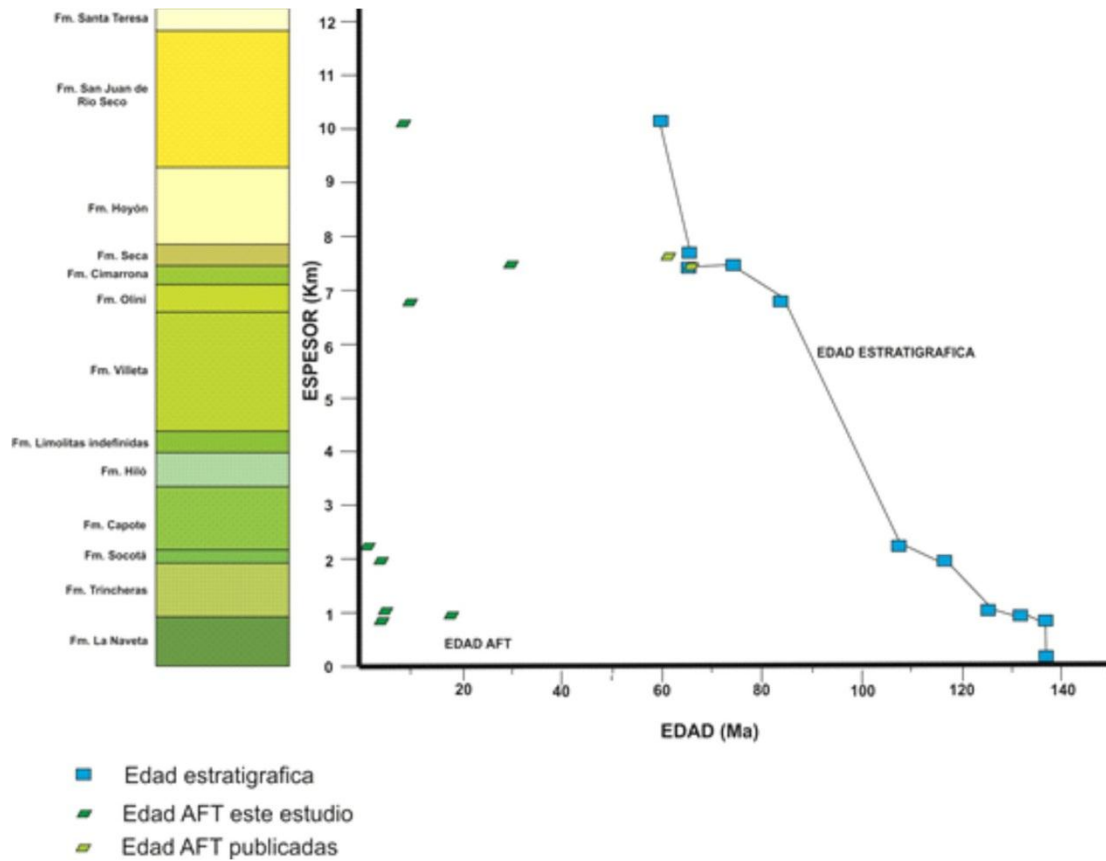 Fm. Santa Teresa
Fm. San Juan de
Rio Seco
Fm. Hoyón
Fm. Seca
Fm. Cimarrona
Fm. Olini
Fm. Villeta
Fm. Limolitas indefinidas
Fm. Hiló
Fm. Capote
Fm. Socotá
Fm. Trincheras
Fm. La Naveta
ESPESOR (Km)
12
11
10
9
8
7
6
5
4
3
2
1
0
EDAD ESTRATIGRAFICA
EDAD AFT
20
40
60
80
100
120
140
EDAD (Ma)
Edad estratigrafica
Edad AFT este estudio
Edad AFT publicadas